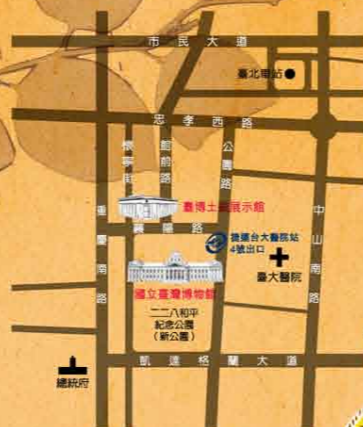 市民大道
臺北車站
忠孝西路
懷寧街
館前路
公園路
臺博土銀展示館
重慶南路
襄陽路
捷運台大醫院站
4號出口
中山南路
臺大醫院
國立臺灣博物館
二二八和平
紀念公園
(新公園)
凱達格蘭大道
總統府